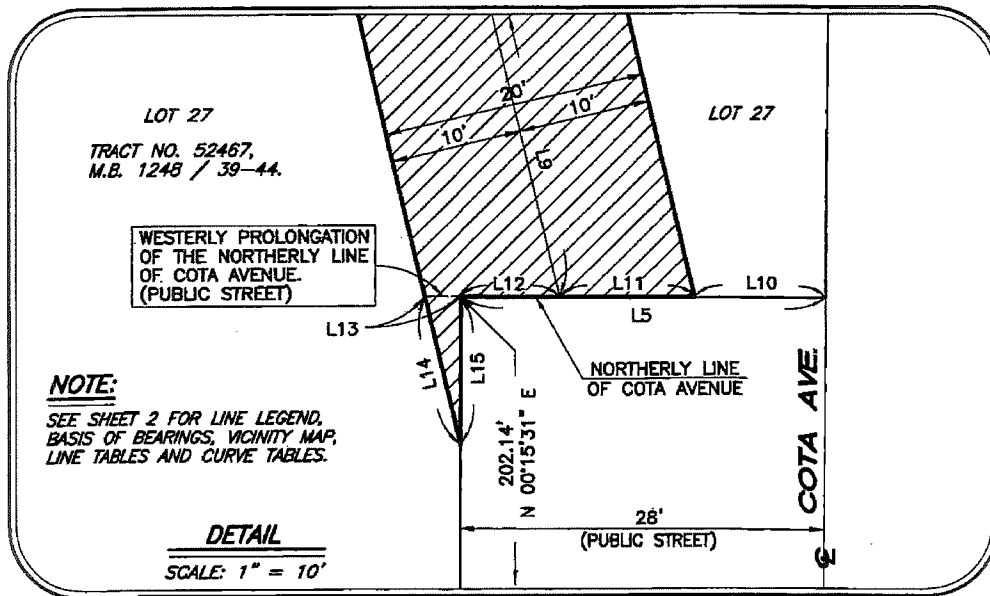 LOT 27
TRACT NO. 52467,
M.B. 1248 / 39-44.
20'
10'
10'
L9
LOT 27
WESTERLY PROLONGATION
OF THE NORTHERLY LINE
OF COTA AVENUE.
(PUBLIC STREET)
L12
L11
L10
L5
L13
L14
L15
NORTHERLY LINE
OF COTA AVENUE
NOTE:
SEE SHEET 2 FOR LINE LEGEND,
BASIS OF BEARINGS, VICINITY MAP,
LINE TABLES AND CURVE TABLES.
202.14'
N 00°15'31" E
28'
(PUBLIC STREET)
℄ COTA AVE.
DETAIL
SCALE: 1" = 10'